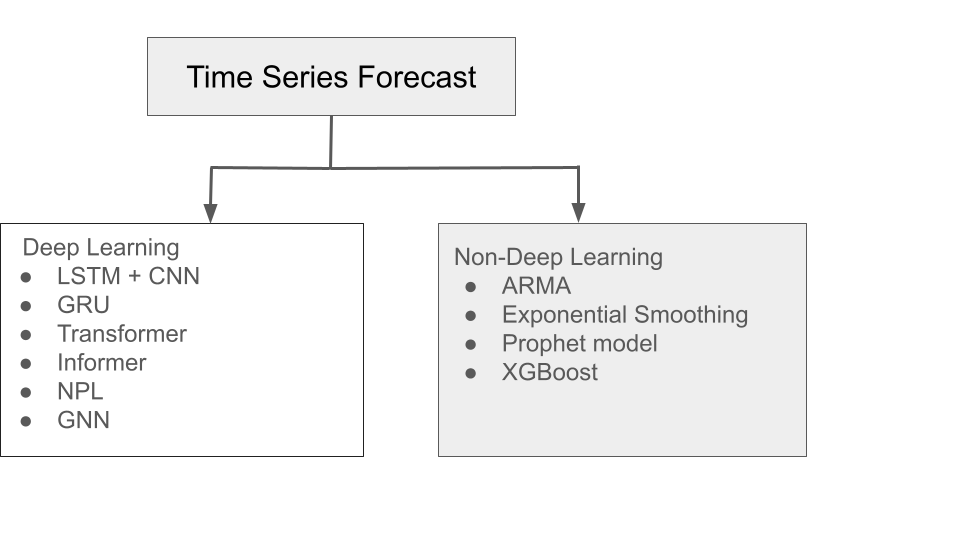 Time Series Forecast
Deep Learning
● LSTM + CNN
● GRU
● Transformer
● Informer
● NPL
● GNN
Non-Deep Learning
● ARMA
● Exponential Smoothing
● Prophet model
● XGBoost